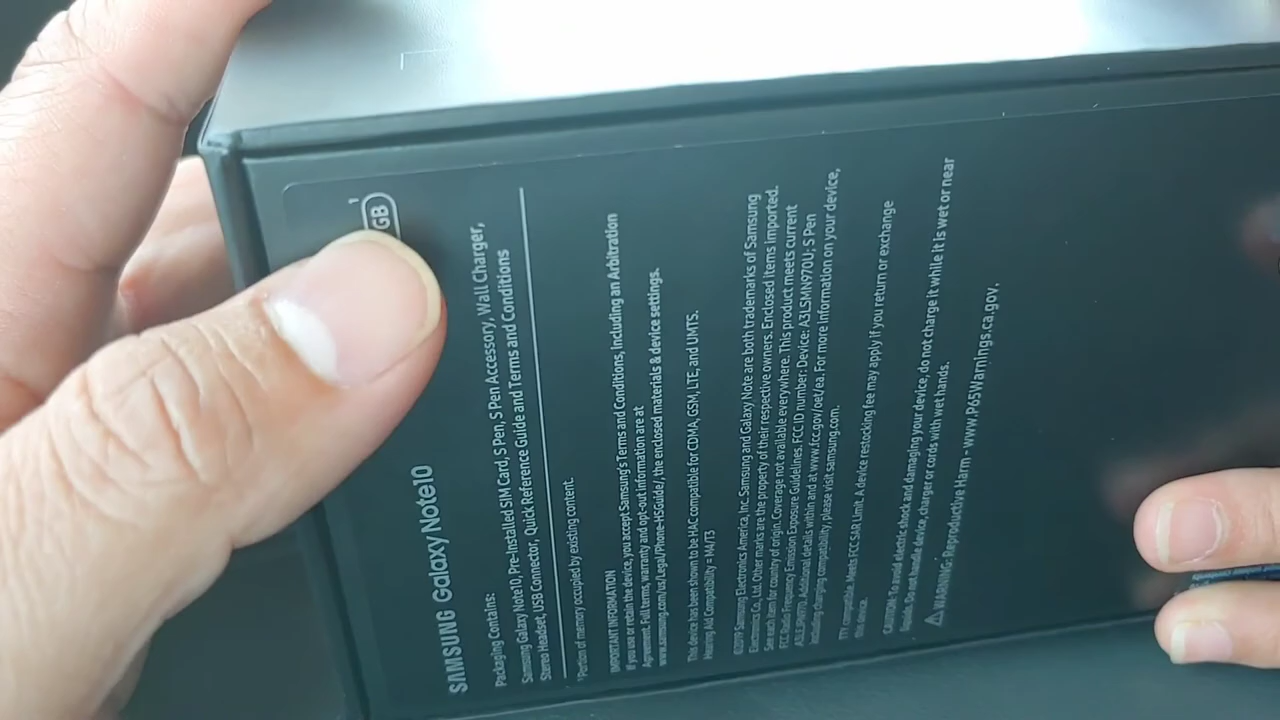 SAMSUNG Galaxy Note10
GB
1
Packaging Contains:
Samsung Galaxy Note10, Pre-Installed SIM Card, S Pen, S Pen Accessory, Wall Charger,
Stereo Headset, USB Connector, Quick Reference Guide and Terms and Conditions
¹Portion of memory occupied by existing content.
IMPORTANT INFORMATION
If you use or retain the device, you accept Samsung's Terms and Conditions, including an Arbitration
Agreement. Full terms, warranty and opt-out information are at
www.samsung.com/us/Legal/Phone-HSGuide/, the enclosed materials & device settings.
This device has been shown to be HAC compatible for CDMA, GSM, LTE, and UMTS.
Hearing Aid Compatibility = M4/T3
©2019 Samsung Electronics America, Inc. Samsung and Galaxy Note are both trademarks of Samsung
Electronics Co., Ltd. Other marks are the property of their respective owners. Enclosed items imported.
See each item for country of origin. Coverage not available everywhere. This product meets current
FCC Radio Frequency Emission Exposure Guidelines. FCC ID number: Device: A3LSMN970U; S Pen
Additional details within and at www.fcc.gov/oet/ea. For more information on your device,
including charging compatibility, please visit samsung.com.
TTY compatible. Meets FCC SAR Limit. A device restocking fee may apply if you return or exchange
this device.
CAUTION: To avoid electric shock and damaging your device, do not charge it while it is wet or near
liquids. Do not handle device, charger or cords with wet hands.
⚠ WARNING: Reproductive Harm - www.P65Warnings.ca.gov.